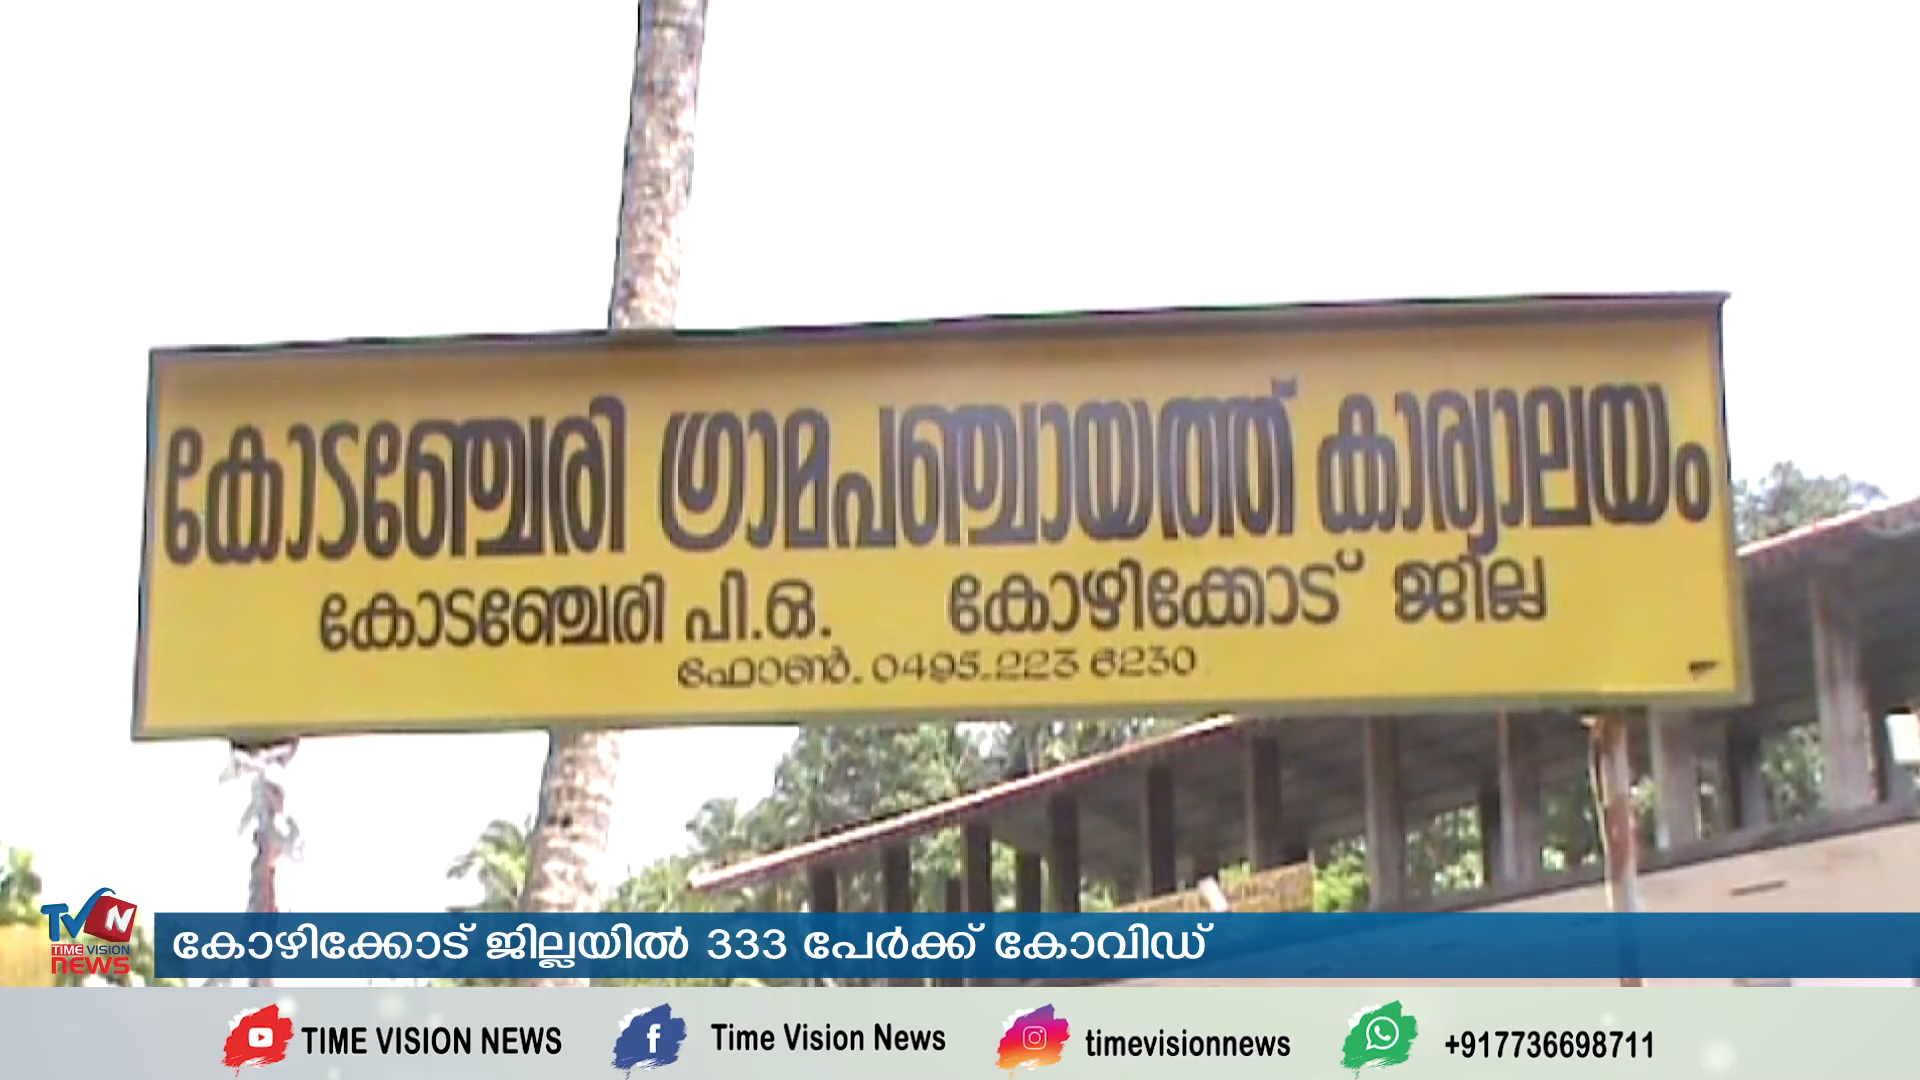 കോടഞ്ചേരി ഗ്രാമപഞ്ചായത്ത് കാര്യാലയം
കോടഞ്ചേരി പി.ഒ. കോഴിക്കോട് ജില്ല
ഫോൺ. 0495.223 6230
TVN
TIME VISION
news
കോഴിക്കോട് ജില്ലയിൽ 333 പേർക്ക് കോവിഡ്
TIME VISION NEWS Time Vision News timevisionnews +917736698711